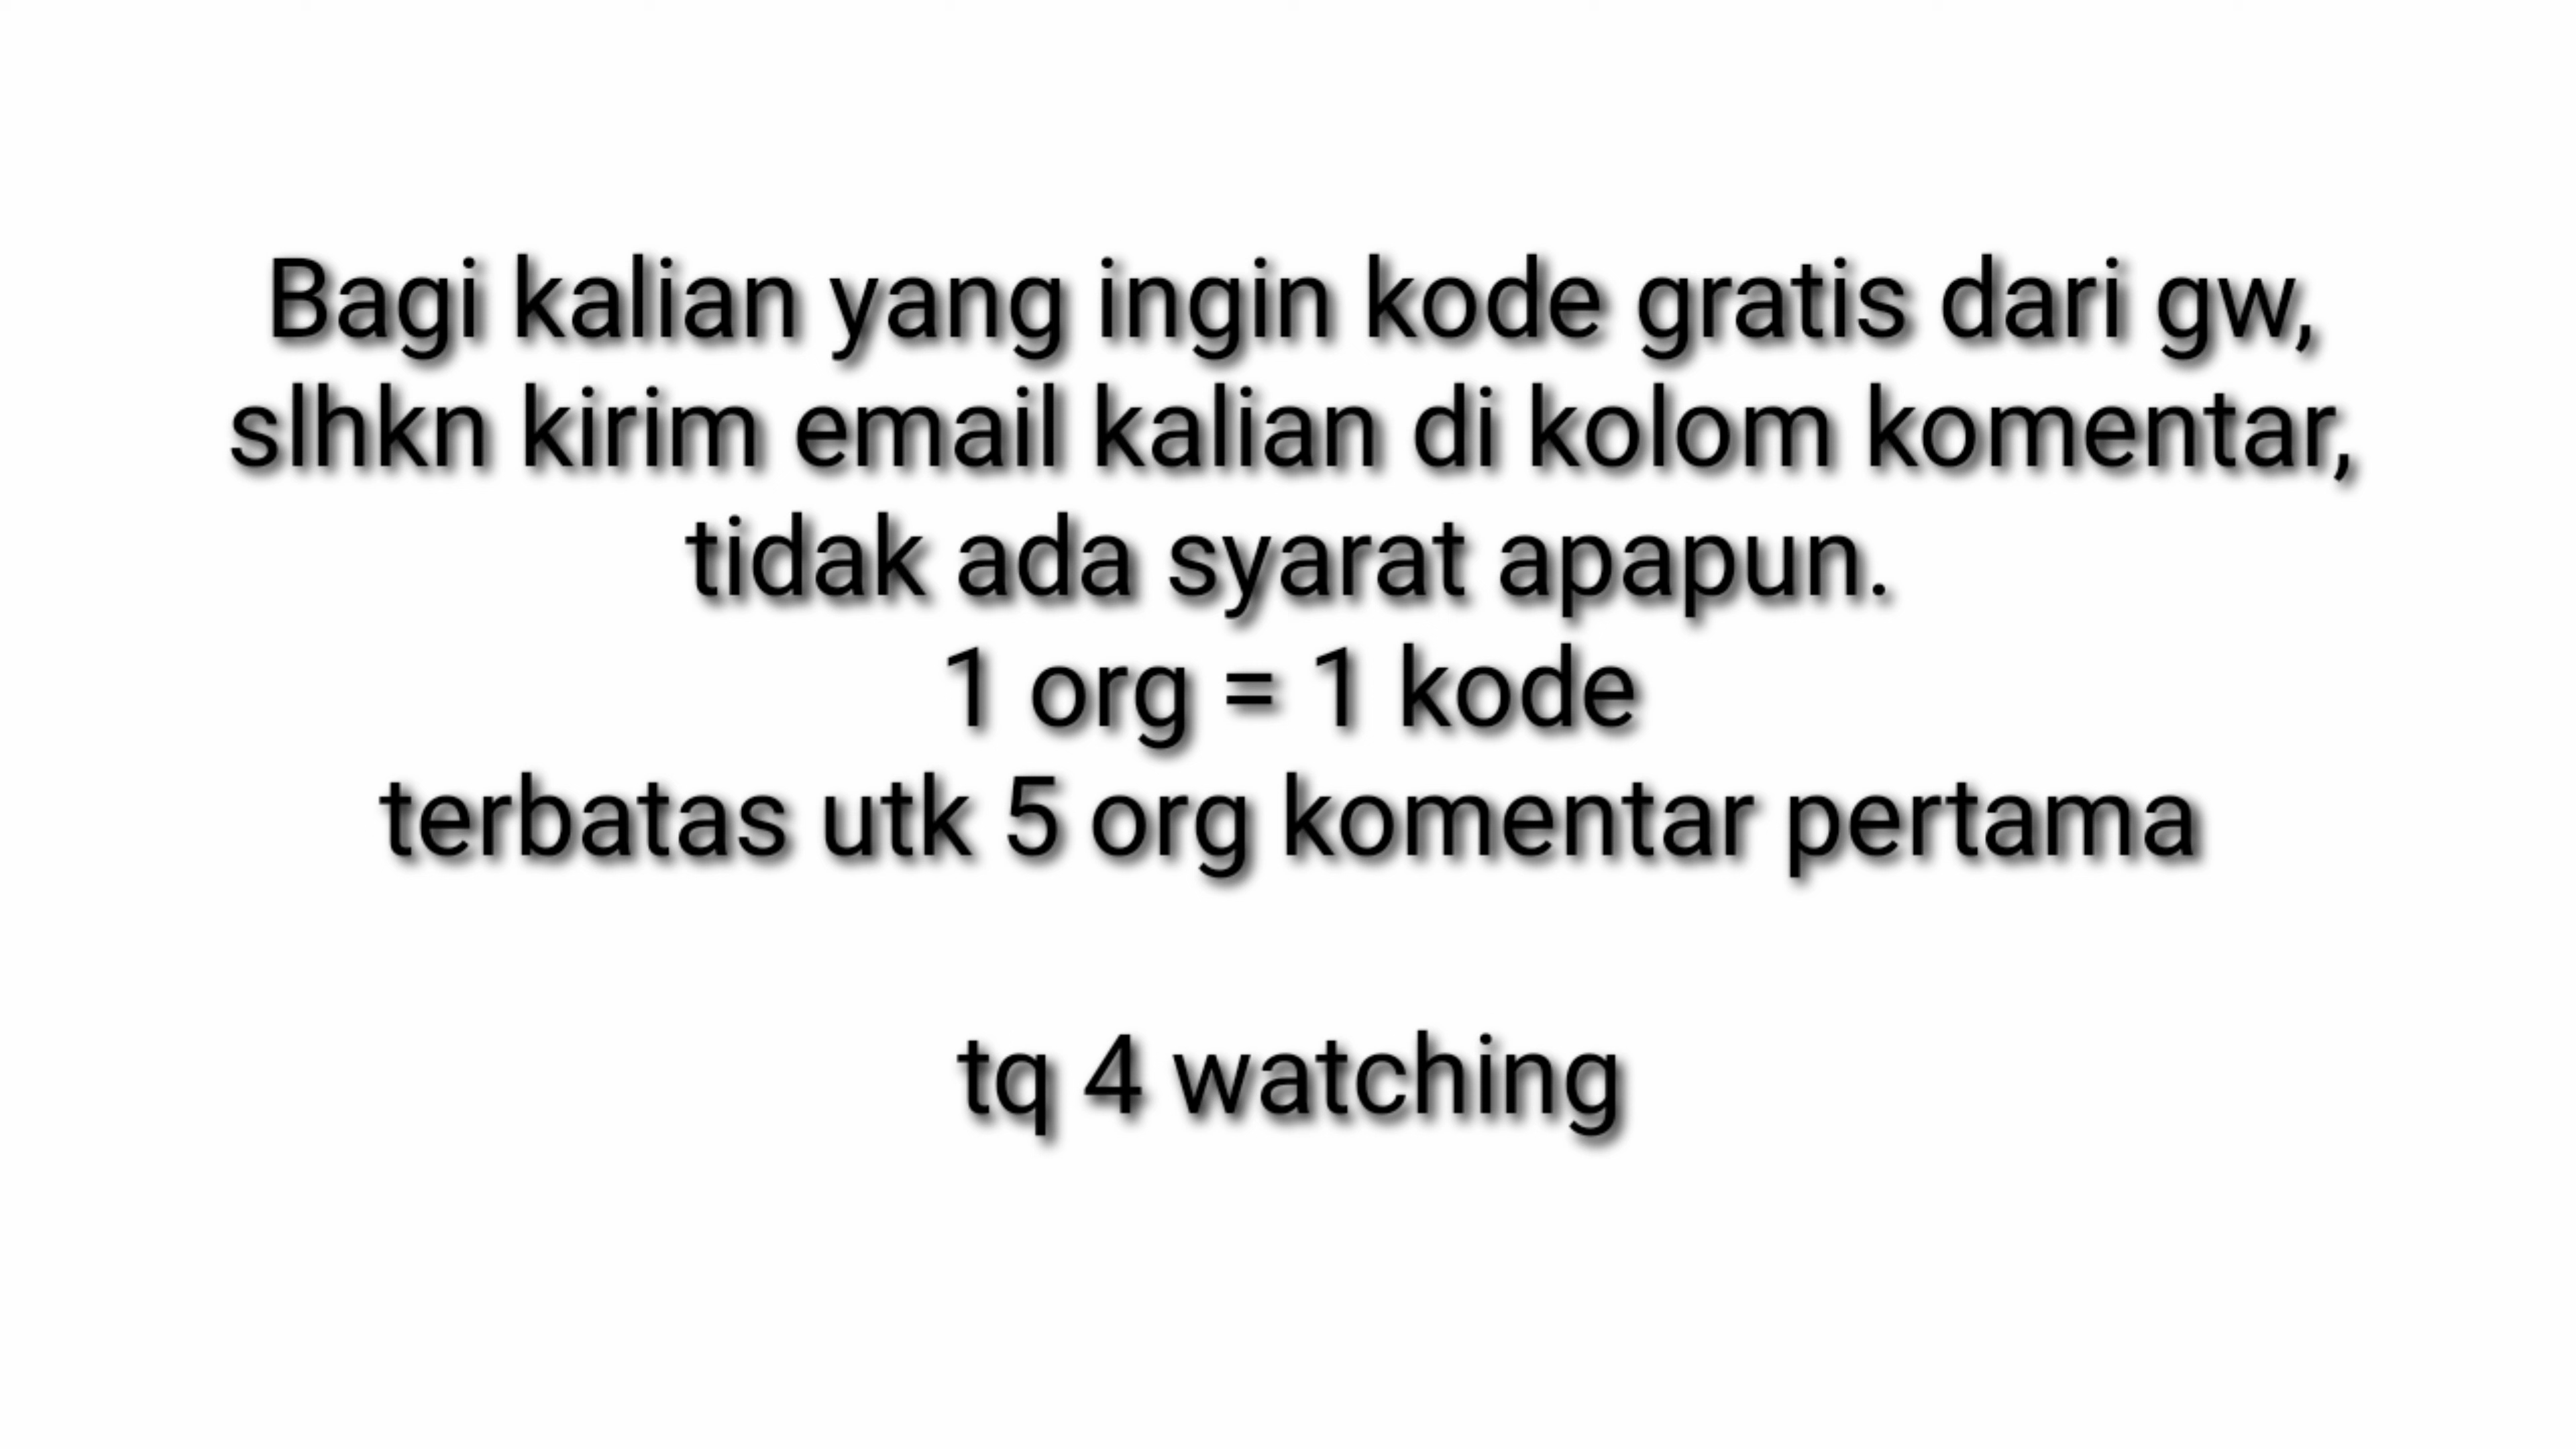 Bagi kalian yang ingin kode gratis dari gw,
slhkn kirim email kalian di kolom komentar,
tidak ada syarat apapun.
1 org = 1 kode
terbatas utk 5 org komentar pertama
tq 4 watching